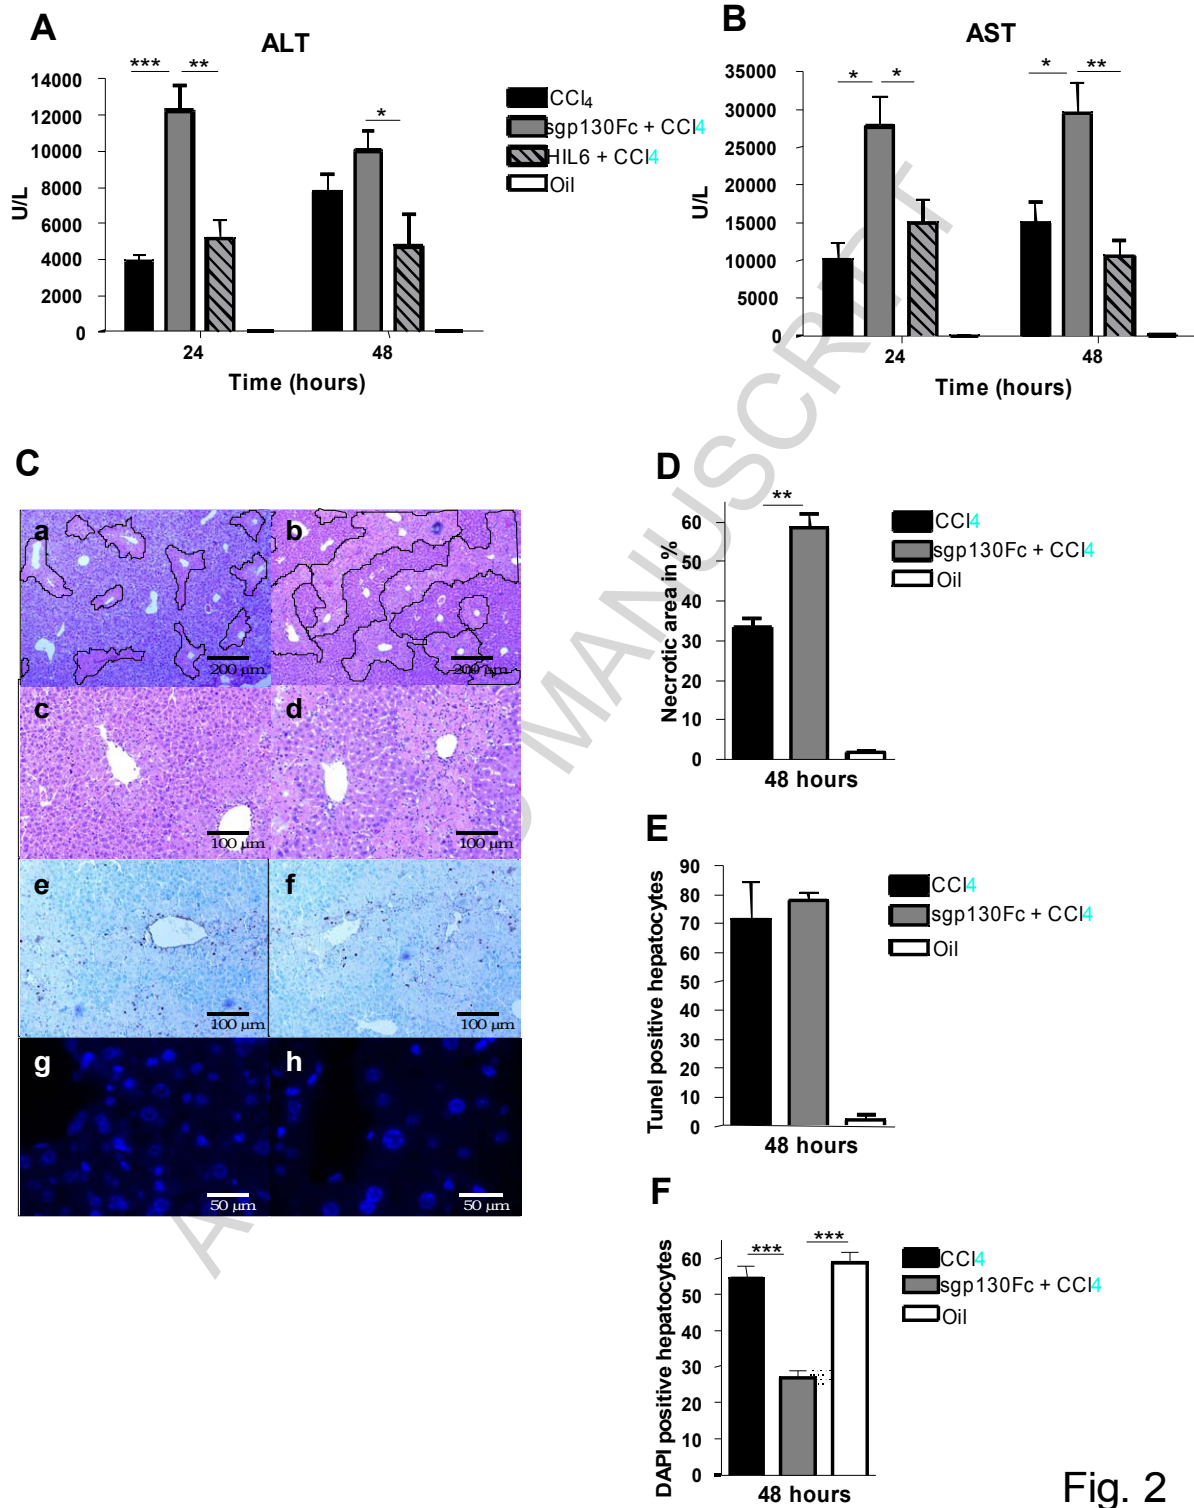 A
ALT
*** **
*
14000
12000
10000
8000
6000
4000
2000
0
U/L
24 48
Time (hours)
CCl4
sgp130Fc + CCl4
HIL6 + CCl4
Oil
B
AST
* *
* **
35000
30000
25000
20000
15000
10000
5000
0
U/L
24 48
Time (hours)
C
a b
200 µm 200 µm
c d
100 µm 100 µm
e f
100 µm 100 µm
g h
50 µm 50 µm
D
**
60
50
40
30
20
10
0
Necrotic area in %
48 hours
CCl4
sgp130Fc + CCl4
Oil
E
90
80
70
60
50
40
30
20
10
0
Tunel positive hepatocytes
48 hours
CCl4
sgp130Fc + CCl4
Oil
F
*** ***
60
50
40
30
20
10
0
DAPI positive hepatocytes
48 hours
CCl4
sgp130Fc + CCl4
Oil
MANUSCRIPT
Fig. 2